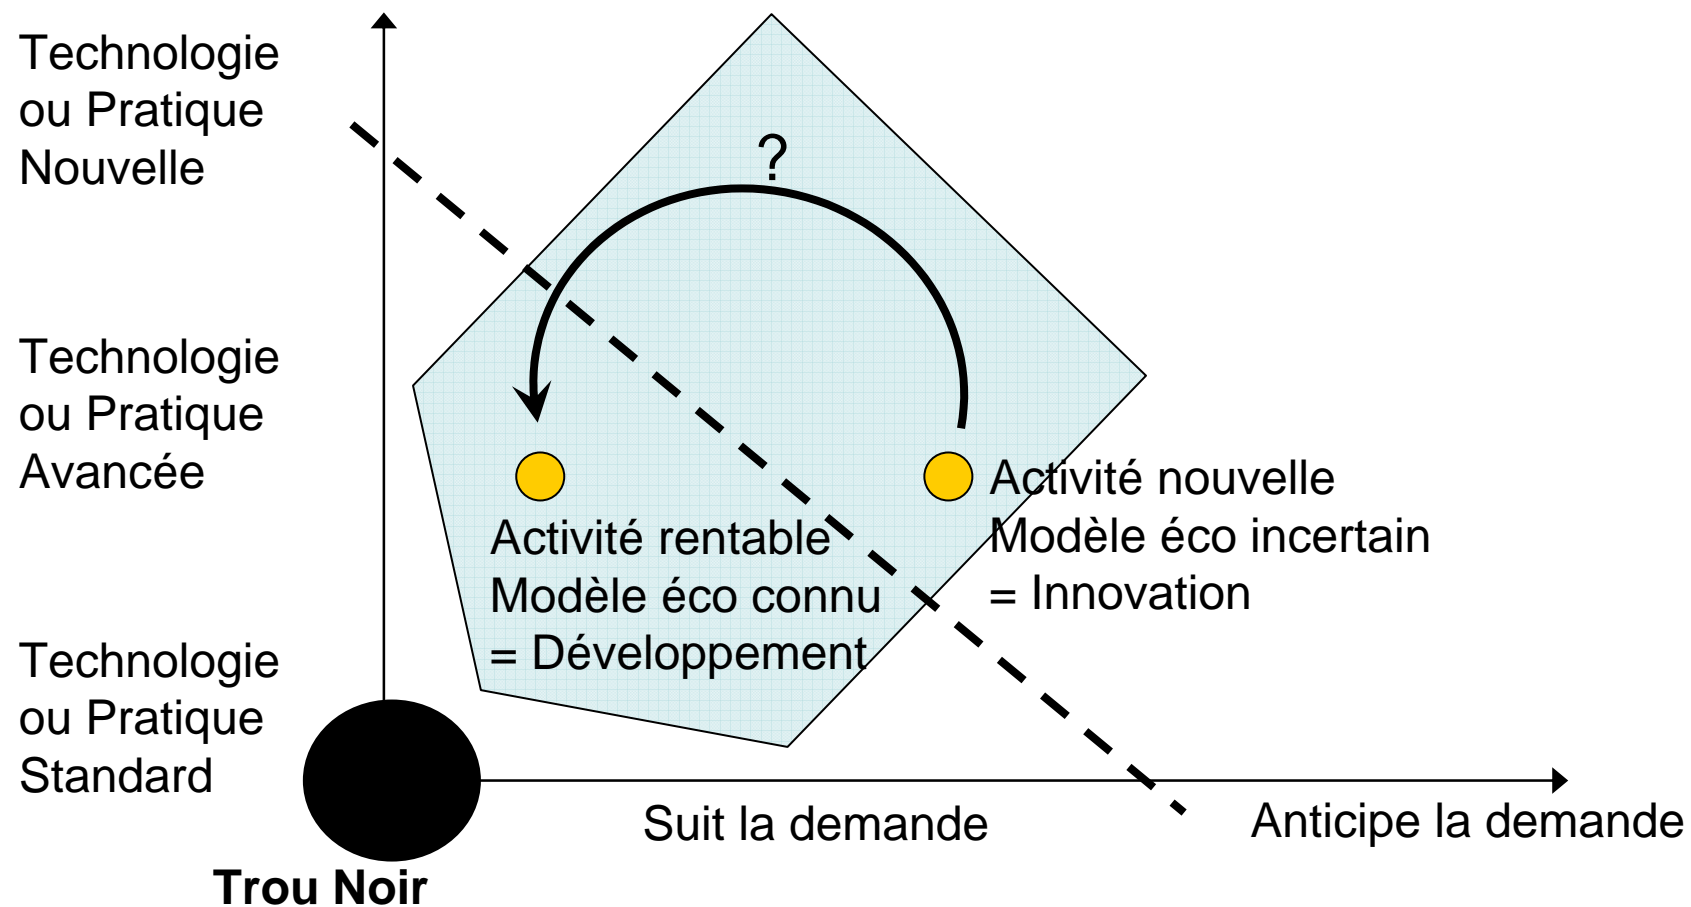 Technologie
ou Pratique
Nouvelle
?
Technologie
ou Pratique
Avancée
Activité rentable
Modèle éco connu
= Développement
Activité nouvelle
Modèle éco incertain
= Innovation
Technologie
ou Pratique
Standard
Suit la demande
Anticipe la demande
Trou Noir